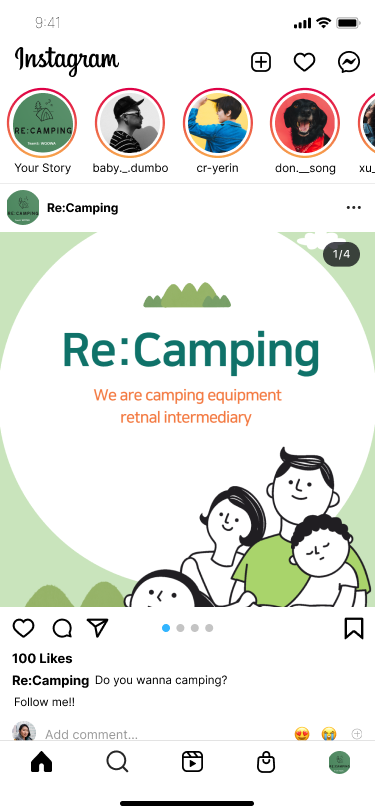 9:41
Instagram
RE:CAMPING
Your Story
baby._.dumbo
cr-yerin
don.__song
xu_
RE:CAMPING
Re:Camping
1/4
Re:Camping
We are camping equipment
retnal intermediary
100 Likes
Re:Camping Do you wanna camping?
Follow me!!
Add comment...